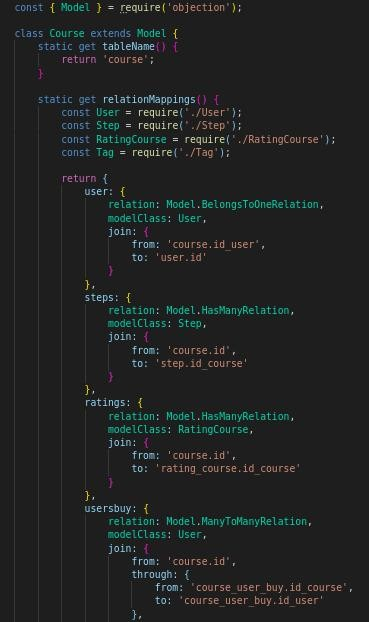 const { Model } = require('objection');
class Course extends Model {
static get tableName() {
return 'course';
}
static get relationMappings() {
const User = require('./User');
const Step = require('./Step');
const RatingCourse = require('./RatingCourse');
const Tag = require('./Tag');
return {
user: {
relation: Model.BelongsToOneRelation,
modelClass: User,
join: {
from: 'course.id_user',
to: 'user.id'
}
},
steps: {
relation: Model.HasManyRelation,
modelClass: Step,
join: {
from: 'course.id',
to: 'step.id_course'
}
},
ratings: {
relation: Model.HasManyRelation,
modelClass: RatingCourse,
join: {
from: 'course.id',
to: 'rating_course.id_course'
}
},
usersbuy: {
relation: Model.ManyToManyRelation,
modelClass: User,
join: {
from: 'course.id',
through: {
from: 'course_user_buy.id_course',
to: 'course_user_buy.id_user'
},